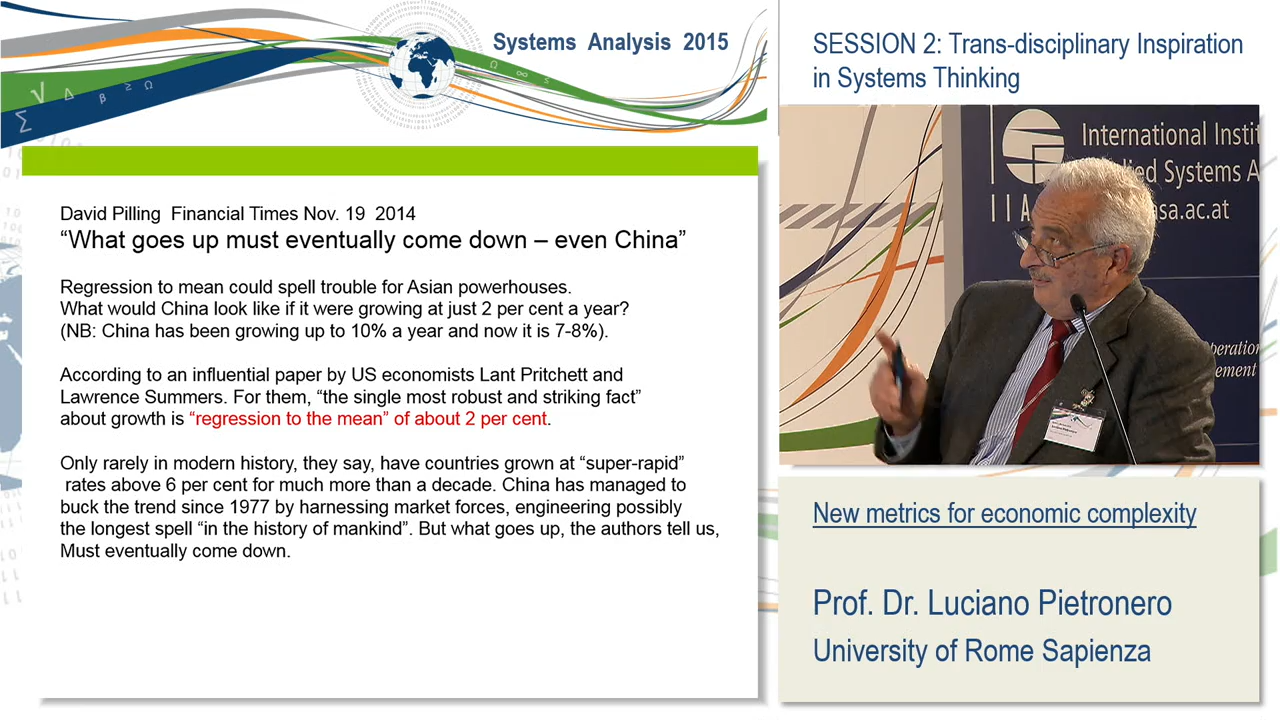 Systems Analysis 2015
David Pilling Financial Times Nov. 19 2014
“What goes up must eventually come down – even China”
Regression to mean could spell trouble for Asian powerhouses.
What would China look like if it were growing at just 2 per cent a year?
(NB: China has been growing up to 10% a year and now it is 7-8%).
According to an influential paper by US economists Lant Pritchett and
Lawrence Summers. For them, “the single most robust and striking fact”
about growth is “regression to the mean” of about 2 per cent.
Only rarely in modern history, they say, have countries grown at “super-rapid”
rates above 6 per cent for much more than a decade. China has managed to
buck the trend since 1977 by harnessing market forces, engineering possibly
the longest spell “in the history of mankind”. But what goes up, the authors tell us,
Must eventually come down.
SESSION 2: Trans-disciplinary Inspiration
in Systems Thinking
International Instit
ied Systems A
IIA
sa.ac.at
New metrics for economic complexity
Prof. Dr. Luciano Pietronero
University of Rome Sapienza